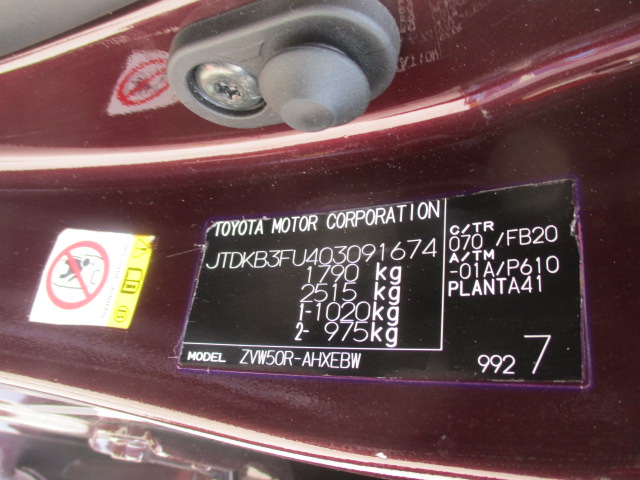 TOYOTA MOTOR CORPORATION
JTDKB3FU403091674
1790 kg
2515 kg
1-1020kg
2- 975kg
MODEL ZVW50R-AHXEBW
C/TR
070 /FB20
A/TM
-01A/P610
PLANTA41
992 7